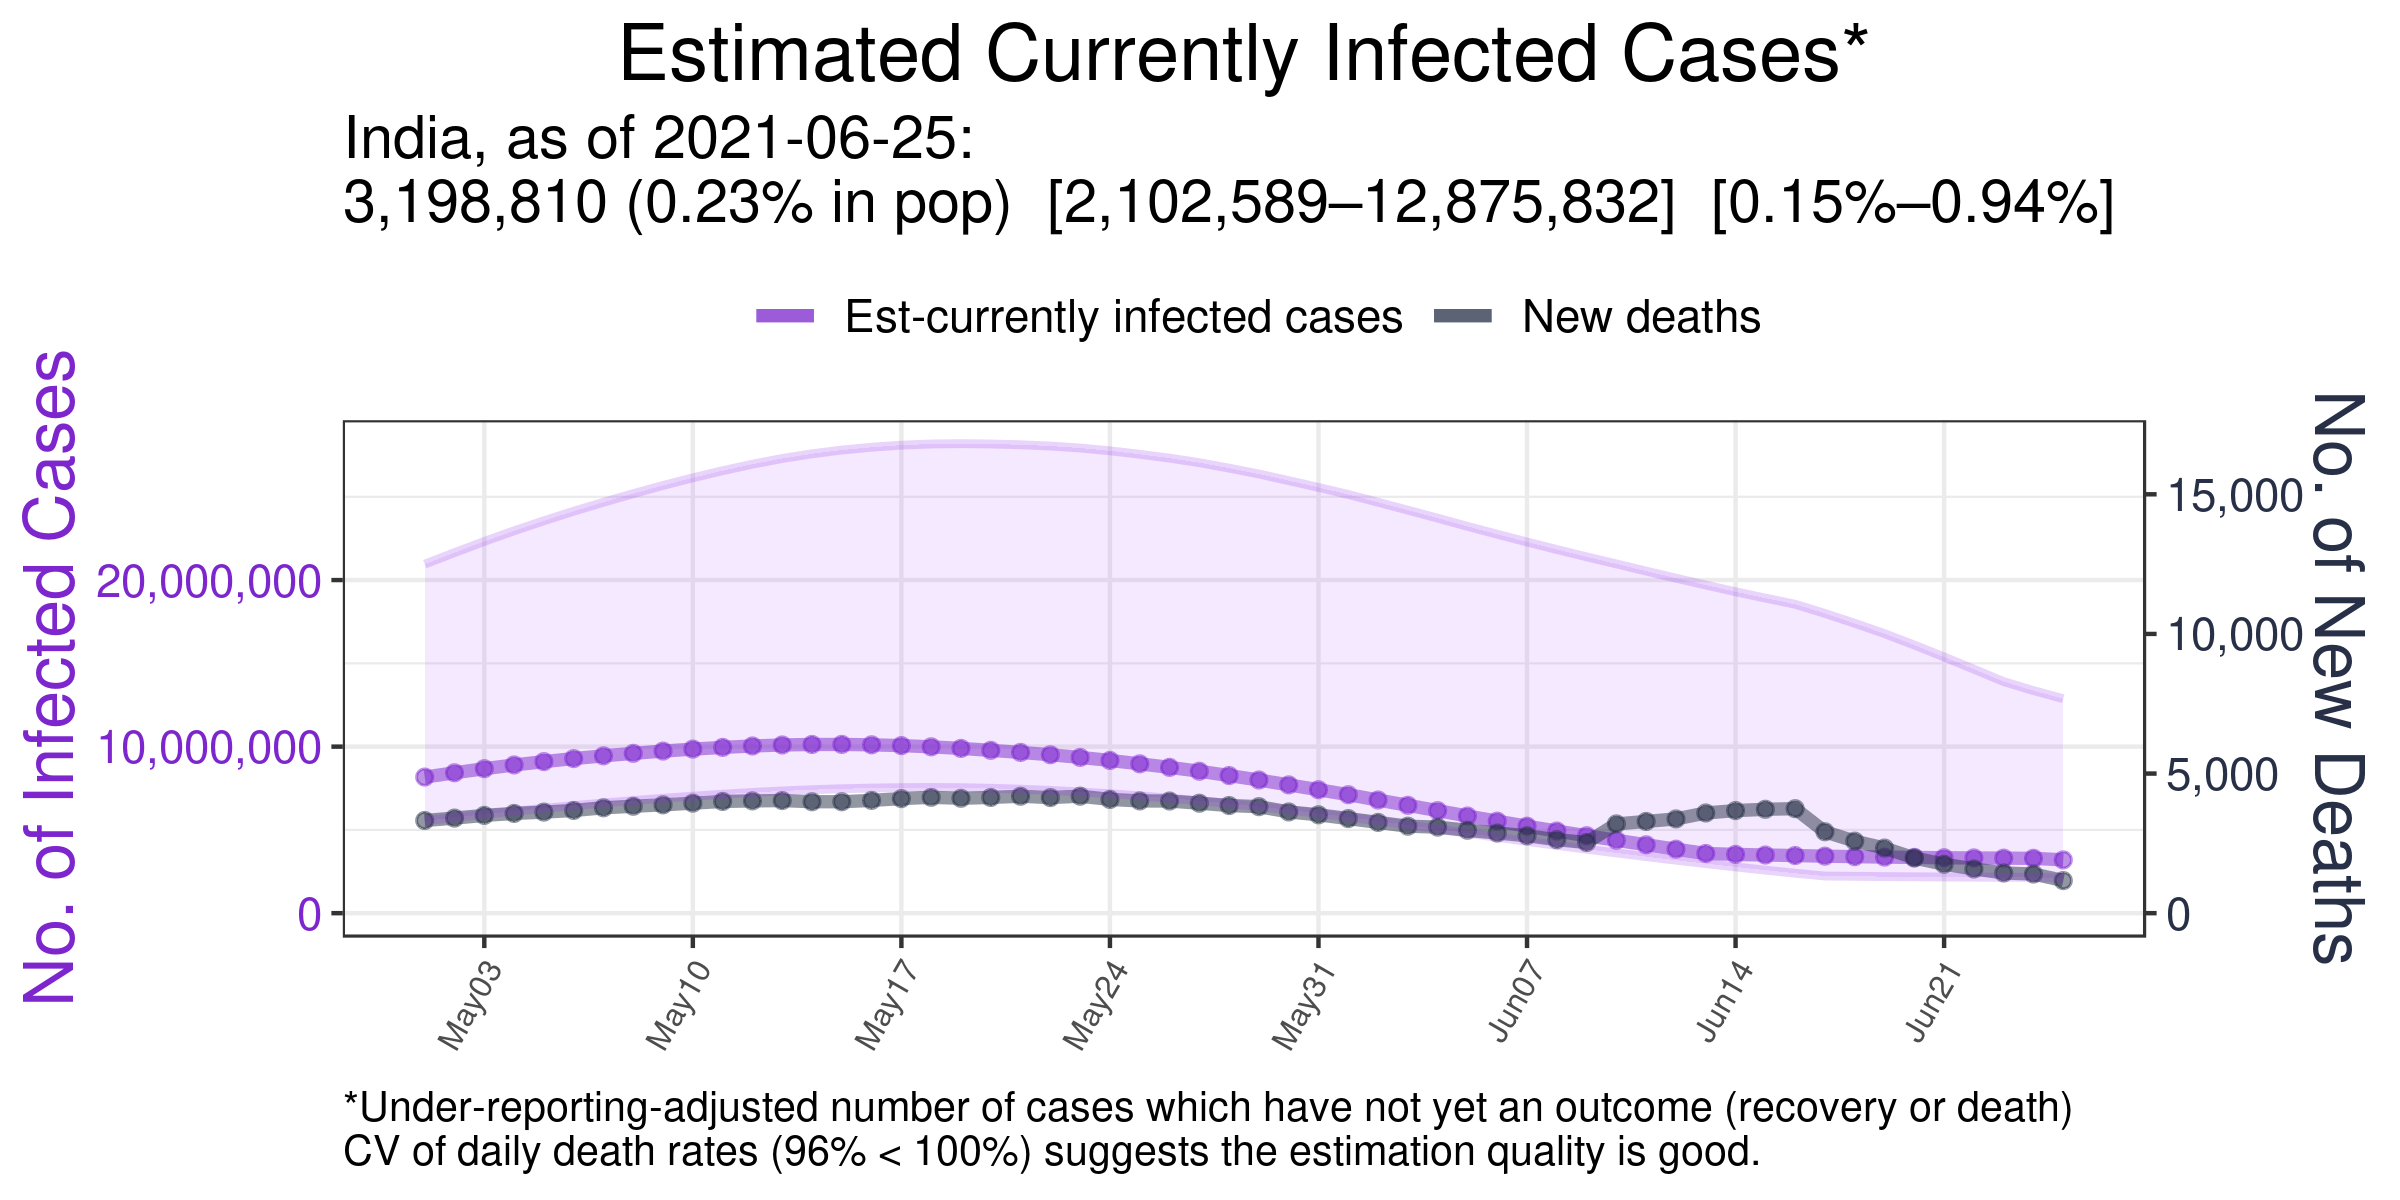 Estimated Currently Infected Cases*
India, as of 2021-06-25:
3,198,810 (0.23% in pop)  [2,102,589–12,875,832]  [0.15%–0.94%]
Est-currently infected cases
New deaths
No. of Infected Cases
20,000,000
10,000,000
0
No. of New Deaths
15,000
10,000
5,000
0
May03
May10
May17
May24
May31
Jun07
Jun14
Jun21
*Under-reporting-adjusted number of cases which have not yet an outcome (recovery or death)
CV of daily death rates (96% < 100%) suggests the estimation quality is good.